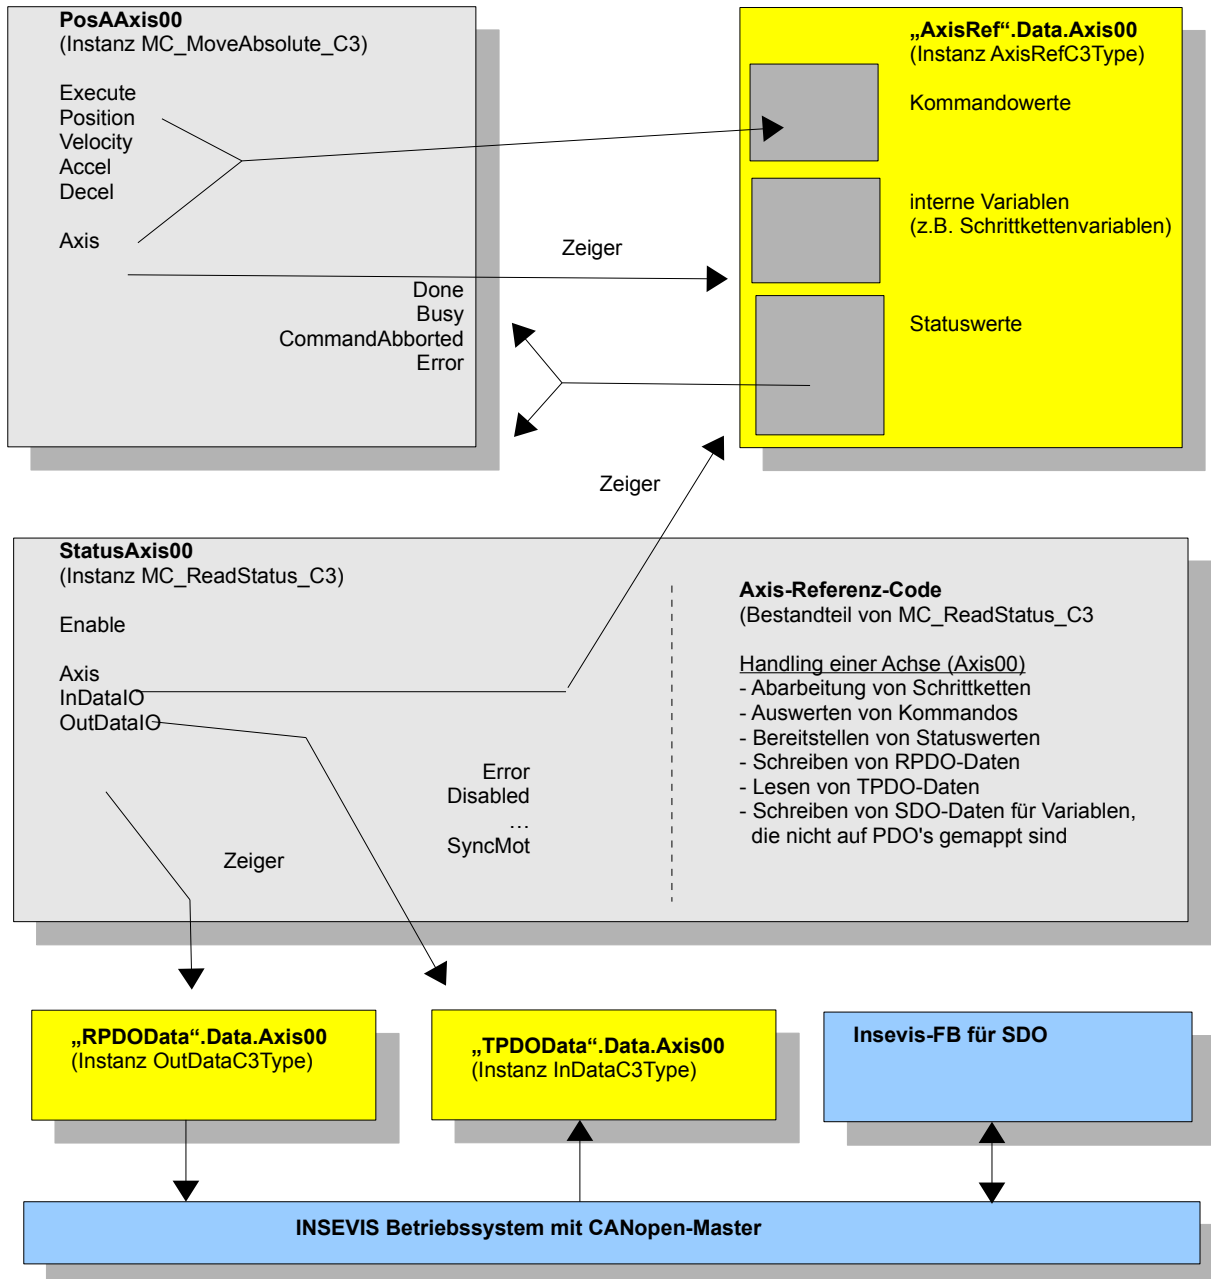 PosAAxis00
(Instanz MC_MoveAbsolute_C3)
Execute
Position
Velocity
Accel
Decel
Axis
Done
Busy
CommandAbborted
Error
Zeiger
„AxisRef“.Data.Axis00
(Instanz AxisRefC3Type)
Kommandowerte
interne Variablen
(z.B. Schrittkettenvariablen)
Statuswerte
Zeiger
StatusAxis00
(Instanz MC_ReadStatus_C3)
Enable
Axis
InDataIO
OutDataIO
Error
Disabled
…
SyncMot
Zeiger
Axis-Referenz-Code
(Bestandteil von MC_ReadStatus_C3
Handling einer Achse (Axis00)
- Abarbeitung von Schrittketten
- Auswerten von Kommandos
- Bereitstellen von Statuswerten
- Schreiben von RPDO-Daten
- Lesen von TPDO-Daten
- Schreiben von SDO-Daten für Variablen,
die nicht auf PDO's gemappt sind
„RPDOData“.Data.Axis00
(Instanz OutDataC3Type)
„TPDOData“.Data.Axis00
(Instanz InDataC3Type)
Insevis-FB für SDO
INSEVIS Betriebssystem mit CANopen-Master